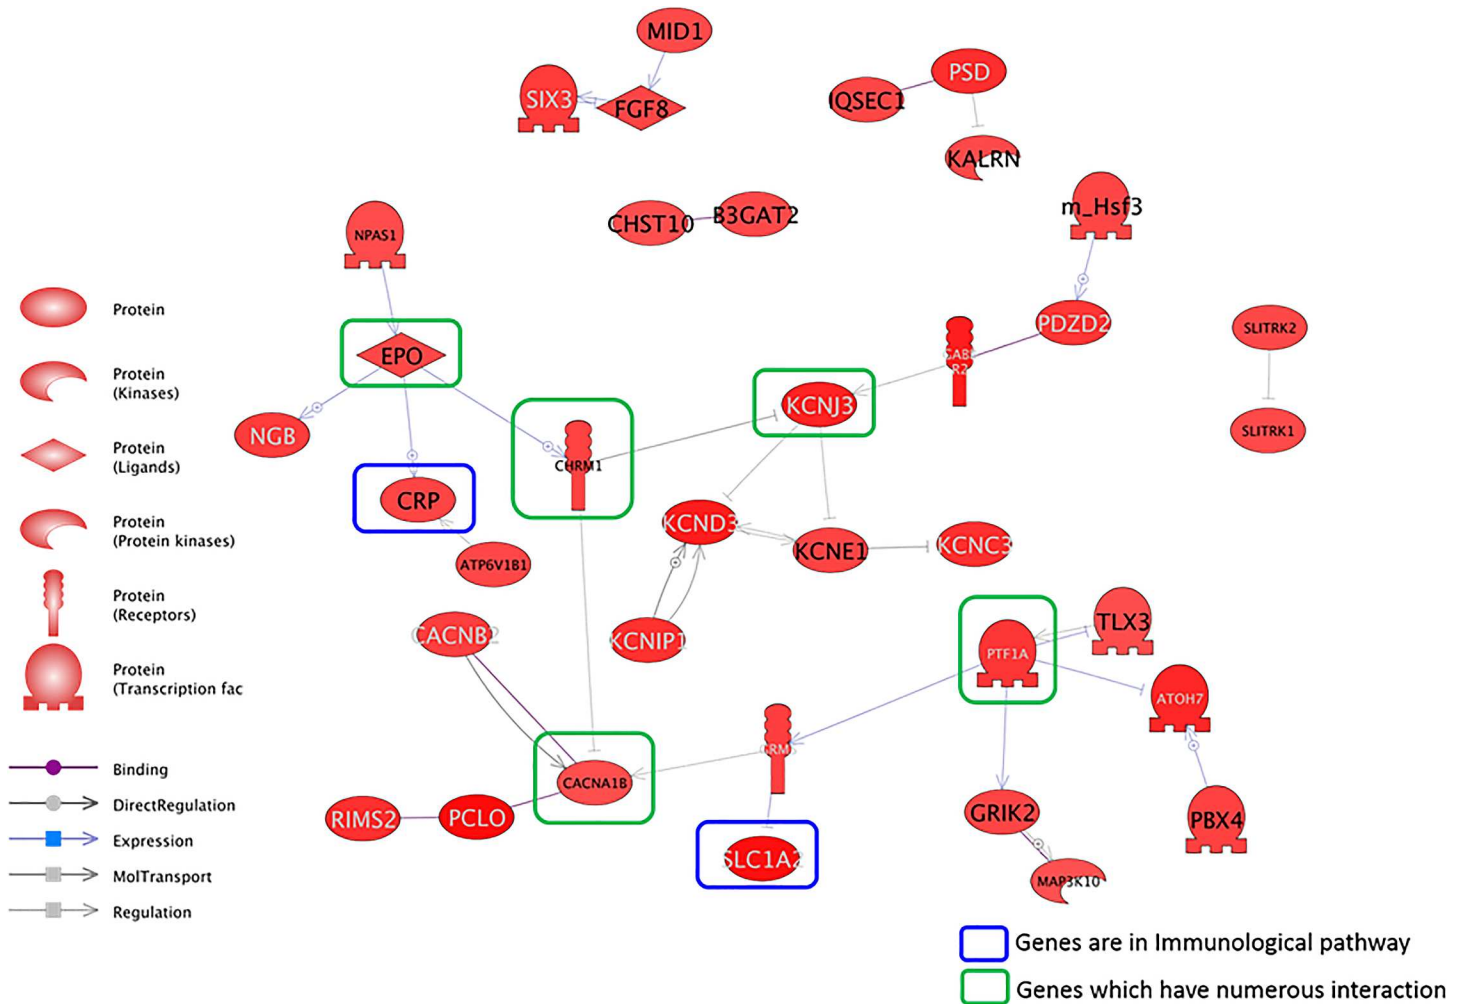 MID1
PSD
SIX3
FGF8
IQSEC1
KALRN
m_Hsf3
CHST10
B3GAT2
NPAS1
Protein
PDZD2
SLITRK2
EPO
R2
Protein
(Kinases)
KCNJ3
NGB
SLITRK1
Protein
(Ligands)
CHRM1
CRP
KCND3
Protein
(Protein kinases)
KCNE1
KCNC3
ATP6V1B1
Protein
(Receptors)
CACNB2
KCNIP1
TLX3
PTF1A
Protein
(Transcription fac
ATOH7
Binding
CACNA1B
DirectRegulation
RIMS2
PCLO
GRIK2
PBX4
Expression
SLC1A2
MolTransport
MAP3K10
Regulation
Genes are in Immunological pathway
Genes which have numerous interaction